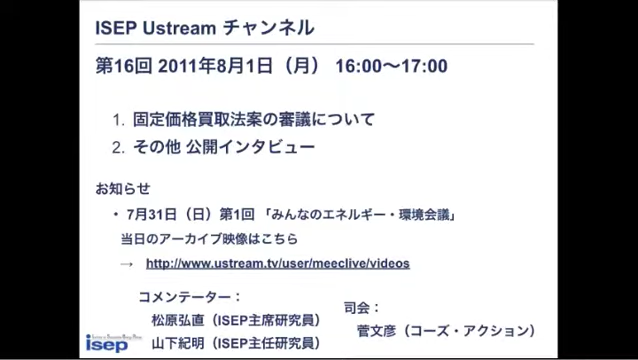 ISEP Ustream チャンネル
第16回 2011年8月1日（月） 16:00〜17:00
1. 固定価格買取法案の審議について
2. その他 公開インタビュー
お知らせ
・ 7月31日（日）第1回 「みんなのエネルギー・環境会議」
当日のアーカイブ映像はこちら
→ http://www.ustream.tv/user/meeclive/videos
コメンテーター：
松原弘直（ISEP主席研究員）
山下紀明（ISEP主任研究員）
司会：
菅文彦（コーズ・アクション）
isep